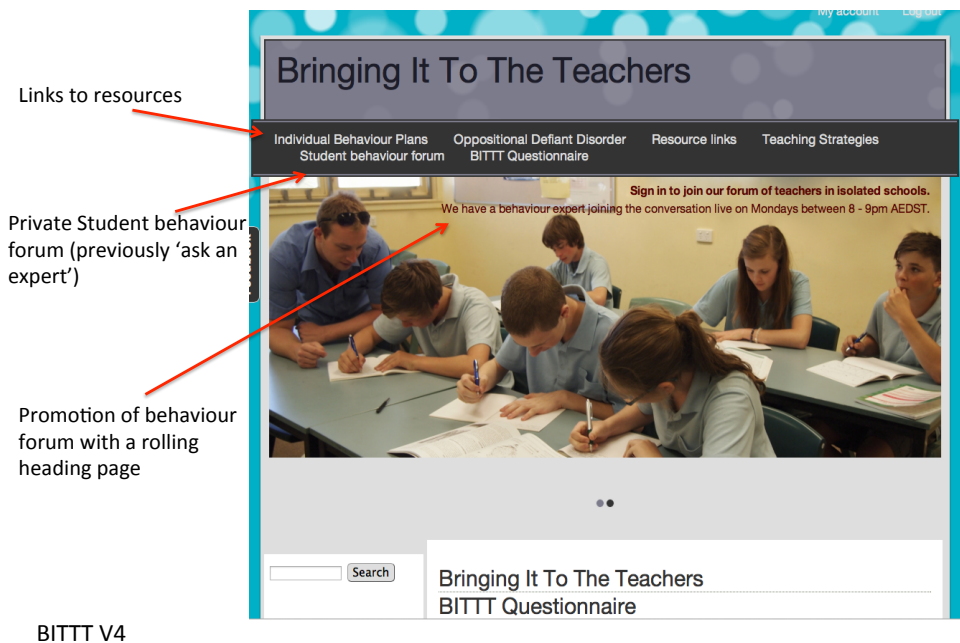 My account Log out
Bringing It To The Teachers
Links to resources
Individual Behaviour Plans Oppositional Defiant Disorder Resource links Teaching Strategies
Student behaviour forum BITTT Questionnaire
Sign in to join our forum of teachers in isolated schools.
We have a behaviour expert joining the conversation live on Mondays between 8 - 9pm AEDST.
Private Student behaviour
forum (previously ‘ask an
expert’)
Promotion of behaviour
forum with a rolling
heading page
Search
Bringing It To The Teachers
BITTT Questionnaire
BITTT V4